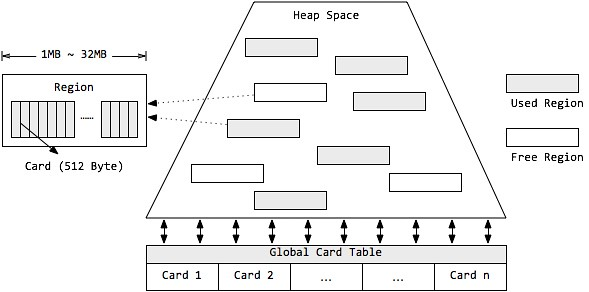 Heap Space
1MB ~ 32MB
Region
……
Card (512 Byte)
Used Region
Free Region
Global Card Table
Card 1
Card 2
...
...
Card n